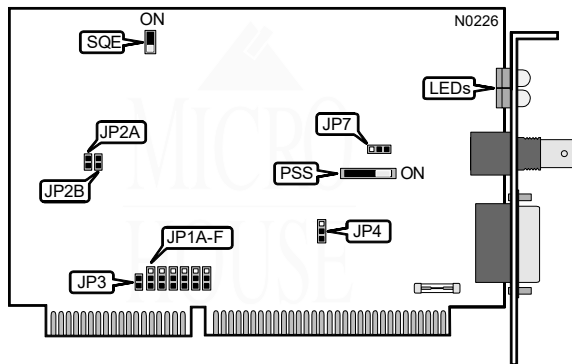 ON
N0226
SQE
LEDs
JP2A
JP7
JP2B
PSS
ON
JP1A-F
JP4
JP3
MICRO
HOUSE